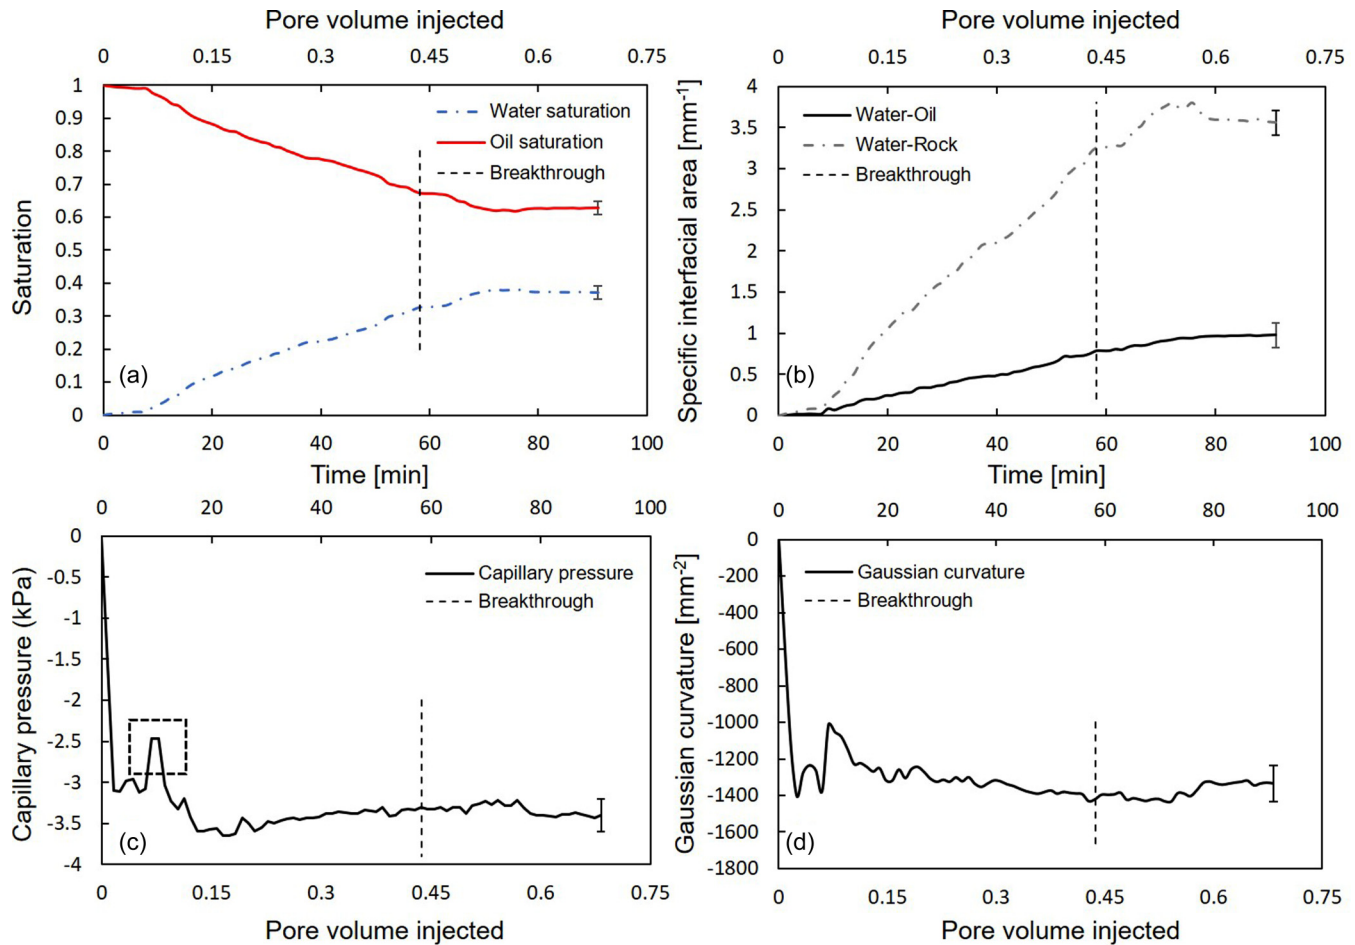 Pore volume injected
0 0.15 0.3 0.45 0.6 0.75
1
0.9
0.8
0.7
0.6
0.5
0.4
0.3
0.2
0.1
0
Saturation
Water saturation
Oil saturation
Breakthrough
(a)
0 20 40 60 80 100
Time [min]
Pore volume injected
0 0.15 0.3 0.45 0.6 0.75
4
3.5
3
2.5
2
1.5
1
0.5
0
Specific interfacial area [mm⁻¹]
Water-Oil
Water-Rock
Breakthrough
(b)
0 20 40 60 80 100
Time [min]
0 20 40 60 80 100
0
-0.5
-1
-1.5
-2
-2.5
-3
-3.5
-4
Capillary pressure (kPa)
Capillary pressure
Breakthrough
(c)
0 0.15 0.3 0.45 0.6 0.75
Pore volume injected
0 20 40 60 80 100
0
-200
-400
-600
-800
-1000
-1200
-1400
-1600
-1800
Gaussian curvature [mm⁻²]
Gaussian curvature
Breakthrough
(d)
0 0.15 0.3 0.45 0.6 0.75
Pore volume injected